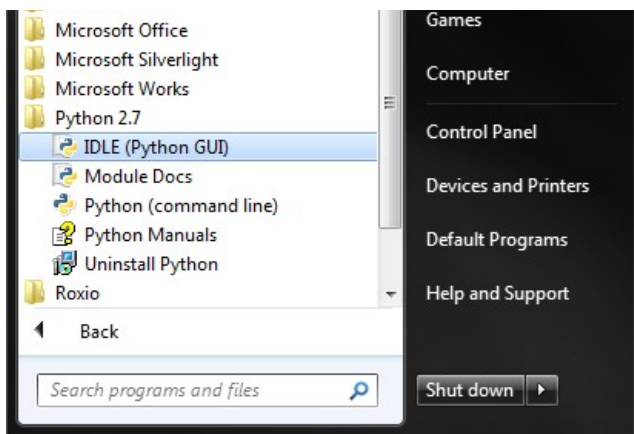 Microsoft Office
Microsoft Silverlight
Microsoft Works
Python 2.7
IDLE (Python GUI)
Module Docs
Python (command line)
Python Manuals
Uninstall Python
Roxio
Back
Search programs and files
Games
Computer
Control Panel
Devices and Printers
Default Programs
Help and Support
Shut down